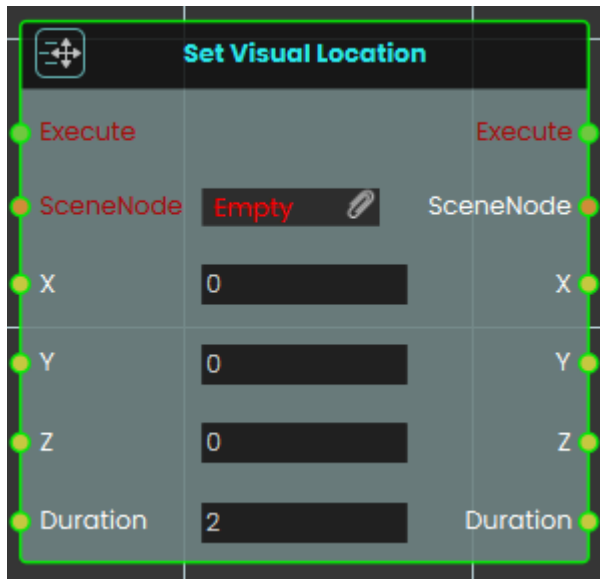 Set Visual Location
Execute Execute
SceneNode Empty SceneNode
X 0 X
Y 0 Y
Z 0 Z
Duration 2 Duration